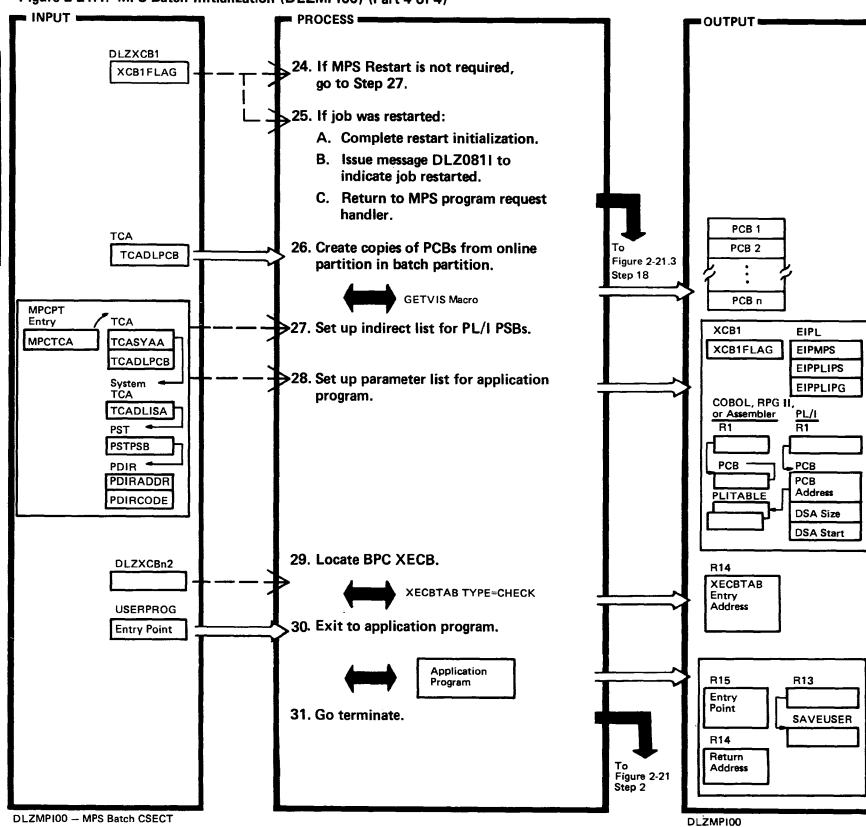 Figure 2-21.1. MPS Batch Initialization (DLZMPI00) (Part 4 of 4)
INPUT
PROCESS
OUTPUT
DLZXCB1
XCB1FLAG
24. If MPS Restart is not required,
go to Step 27.
25. If job was restarted:
A. Complete restart initialization.
B. Issue message DLZ081I to
indicate job restarted.
C. Return to MPS program request
handler.
To
Figure 2-21.3
Step 18
TCA
TCADLPCB
26. Create copies of PCBs from online
partition in batch partition.
GETVIS Macro
PCB 1
PCB 2
PCB n
MPCPT
Entry
MPCTCA
TCA
TCASYAA
TCADLPCB
System
TCA
TCADLISA
PST
PSTPSB
PDIR
PDIRADDR
PDIRCODE
27. Set up indirect list for PL/I PSBs.
28. Set up parameter list for application
program.
XCB1
XCB1FLAG
EIPL
EIPMPS
EIPPLIPS
EIPPLIPG
COBOL, RPG II,
or Assembler
R1
PCB
PLITABLE
PL/I
R1
PCB
PCB
Address
DSA Size
DSA Start
DLZXCBn2
29. Locate BPC XECB.
XECBTAB TYPE=CHECK
R14
XECBTAB
Entry
Address
USERPROG
Entry Point
30. Exit to application program.
Application
Program
31. Go terminate.
To
Figure 2-21
Step 2
R15
Entry
Point
R13
SAVEUSER
R14
Return
Address
DLZMPI00 — MPS Batch CSECT
DLZMPI00